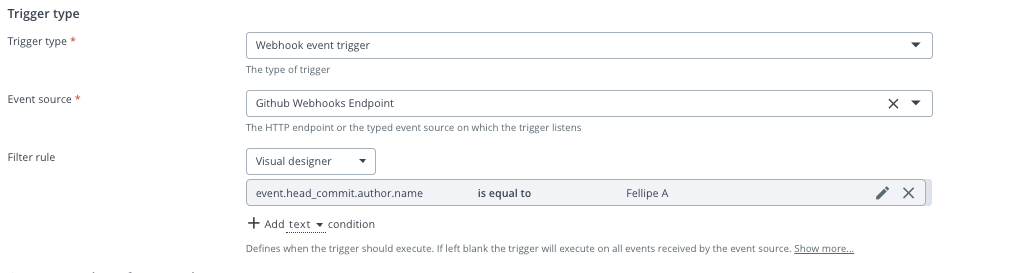 Trigger type
Trigger type *
Webhook event trigger
The type of trigger
Event source *
Github Webhooks Endpoint
The HTTP endpoint or the typed event source on which the trigger listens
Filter rule
Visual designer
event.head_commit.author.name is equal to Fellipe A
Add text condition
Defines when the trigger should execute. If left blank the trigger will execute on all events received by the event source. Show more...